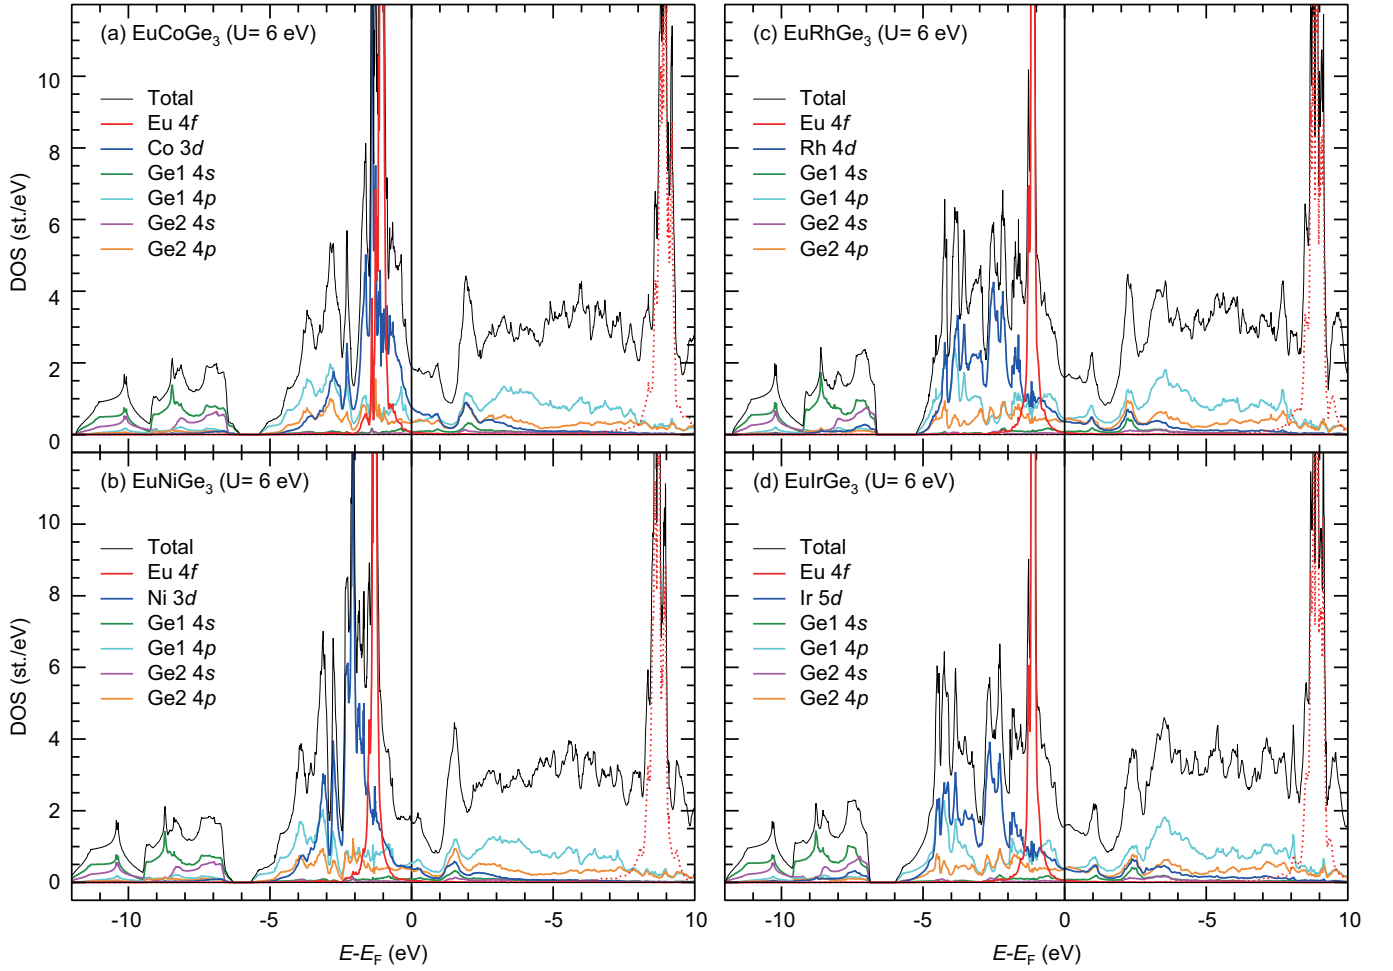 (a) EuCoGe3 (U= 6 eV)
Total
Eu 4f
Co 3d
Ge1 4s
Ge1 4p
Ge2 4s
Ge2 4p
DOS (st./eV)
10
8
6
4
2
0
(c) EuRhGe3 (U= 6 eV)
Total
Eu 4f
Rh 4d
Ge1 4s
Ge1 4p
Ge2 4s
Ge2 4p
(b) EuNiGe3 (U= 6 eV)
Total
Eu 4f
Ni 3d
Ge1 4s
Ge1 4p
Ge2 4s
Ge2 4p
DOS (st./eV)
10
8
6
4
2
0
-10 -5 0 -5 10
E-EF (eV)
(d) EuIrGe3 (U= 6 eV)
Total
Eu 4f
Ir 5d
Ge1 4s
Ge1 4p
Ge2 4s
Ge2 4p
-10 -5 0 -5 10
E-EF (eV)